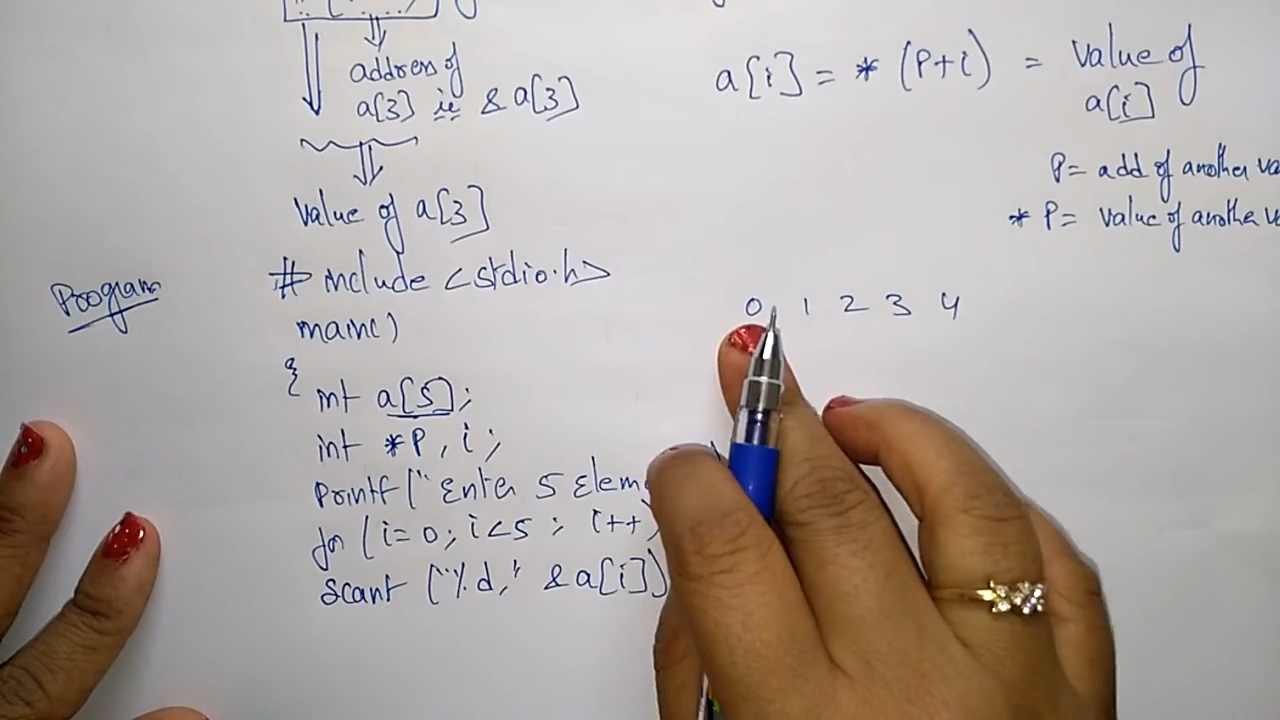 address of
a[3] ie & a[3]
Value of a[3]
a[i] = * (P+i) = Value of
a[i]
P = add of another va
* P = value of another v
Program
# include <stdio.h>
main()
{
int a[5];
int *P, i;
Printf("Enter 5 Elem
for (i=0; i<5; i++)
Scanf ("%d," &a[i])
0 1 2 3 4